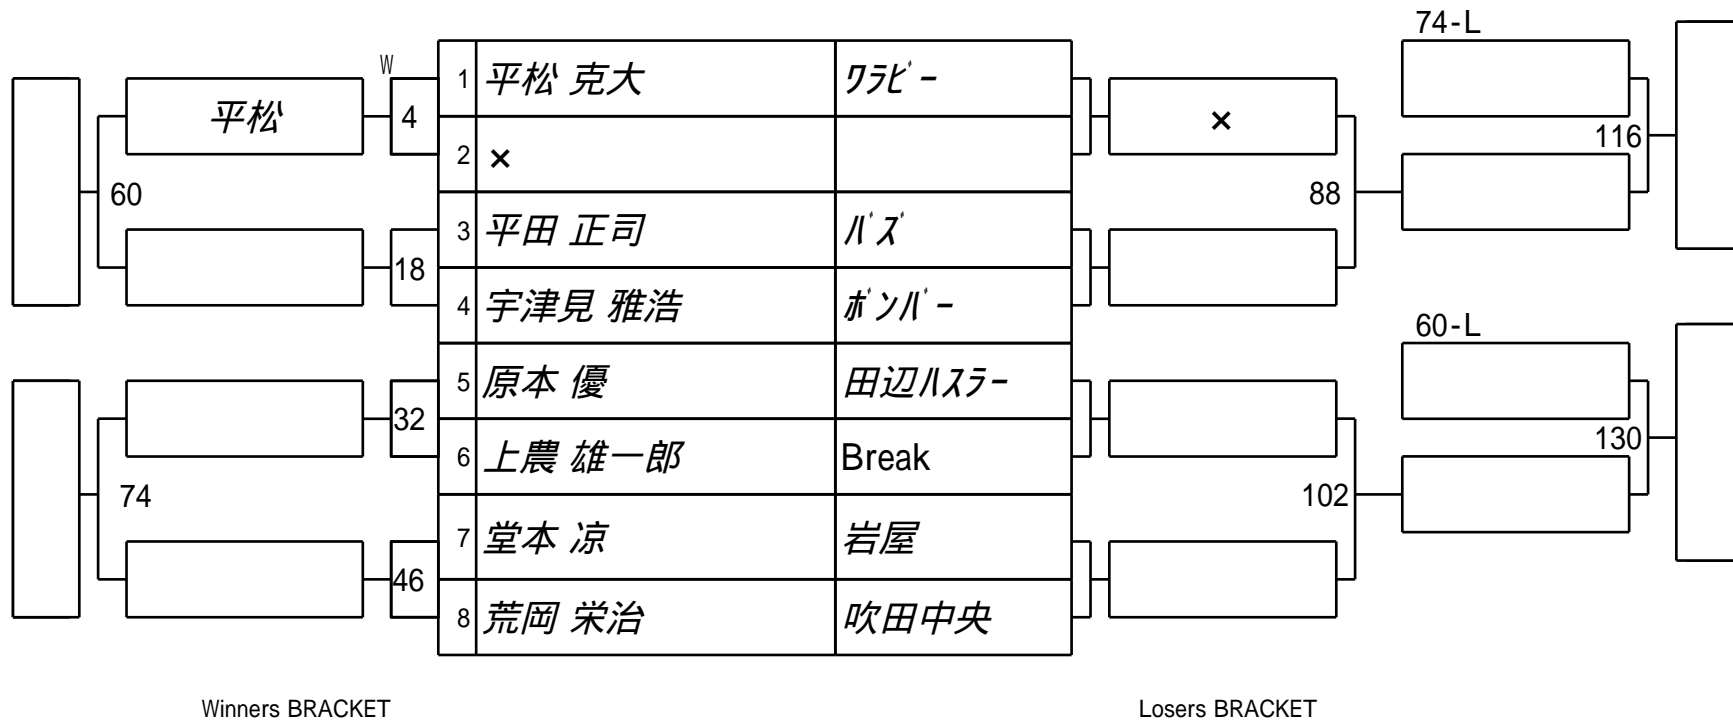 74-L
W
1 平松 克大 ﾜﾗﾋﾞｰ
平松 4 ×
116
2 ×
60 88
3 平田 正司 ﾊﾞｽﾞ
18
4 宇津見 雅浩 ﾎﾞﾝﾊﾞｰ
60-L
5 原本 優 田辺ﾊｽﾗｰ
32
130
6 上農 雄一郎 Break
74 102
7 堂本 凉 岩屋
46
8 荒岡 栄治 吹田中央
Winners BRACKET Losers BRACKET